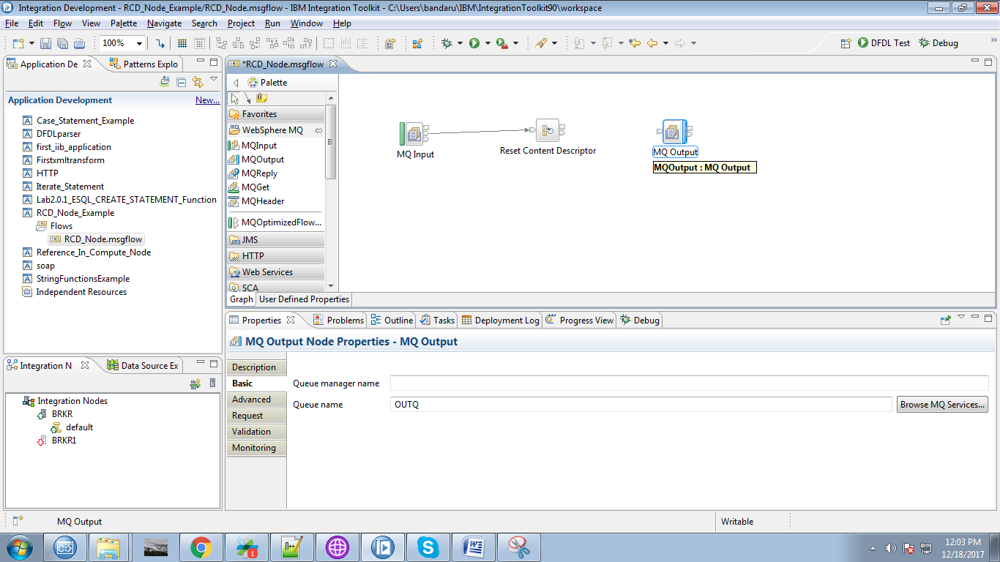 Integration Development - RCD_Node_Example/RCD_Node.msgflow - IBM Integration Toolkit - C:\Users\bandaru\IBM\IntegrationToolkit90\workspace
File Edit Flow View Palette Navigate Search Project Run Window Help
100% DFDL Test Debug
Application De Patterns Explo
Application Development New...
Case_Statement_Example
DFDLparser
first_iib_application
Firstxmltransform
HTTP
Iterate_Statement
Lab2.0.1_ESQL_CREATE_STATEMENT_Function
RCD_Node_Example
Flows
RCD_Node.msgflow
Reference_In_Compute_Node
soap
StringFunctionsExample
Independent Resources
*RCD_Node.msgflow
Palette
Favorites
WebSphere MQ
MQInput
MQOutput
MQReply
MQGet
MQHeader
MQOptimizedFlow...
JMS
HTTP
Web Services
SCA
MQ Input
Reset Content Descriptor
MQ Output
MQOutput : MQ Output
Graph User Defined Properties
Integration N Data Source Ex
Integration Nodes
BRKR
default
BRKR1
Properties Problems Outline Tasks Deployment Log Progress View Debug
MQ Output Node Properties - MQ Output
Description
Basic
Advanced
Request
Validation
Monitoring
Queue manager name
Queue name OUTQ Browse MQ Services...
MQ Output Writable
n++
1
12:03 PM
12/18/2017